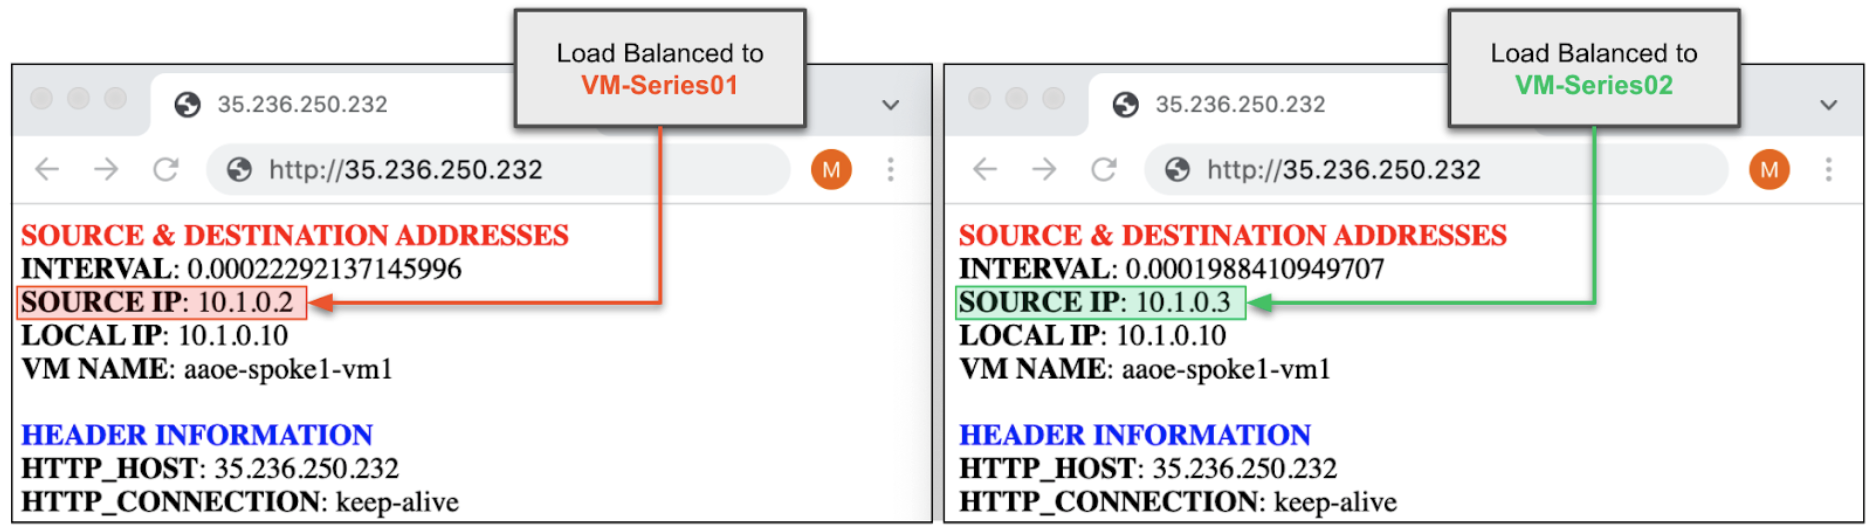 Load Balanced to
VM-Series01
35.236.250.232
http://35.236.250.232
M
SOURCE & DESTINATION ADDRESSES
INTERVAL: 0.00022292137145996
SOURCE IP: 10.1.0.2
LOCAL IP: 10.1.0.10
VM NAME: aaoe-spoke1-vm1
HEADER INFORMATION
HTTP_HOST: 35.236.250.232
HTTP_CONNECTION: keep-alive
Load Balanced to
VM-Series02
35.236.250.232
http://35.236.250.232
M
SOURCE & DESTINATION ADDRESSES
INTERVAL: 0.0001988410949707
SOURCE IP: 10.1.0.3
LOCAL IP: 10.1.0.10
VM NAME: aaoe-spoke1-vm1
HEADER INFORMATION
HTTP_HOST: 35.236.250.232
HTTP_CONNECTION: keep-alive